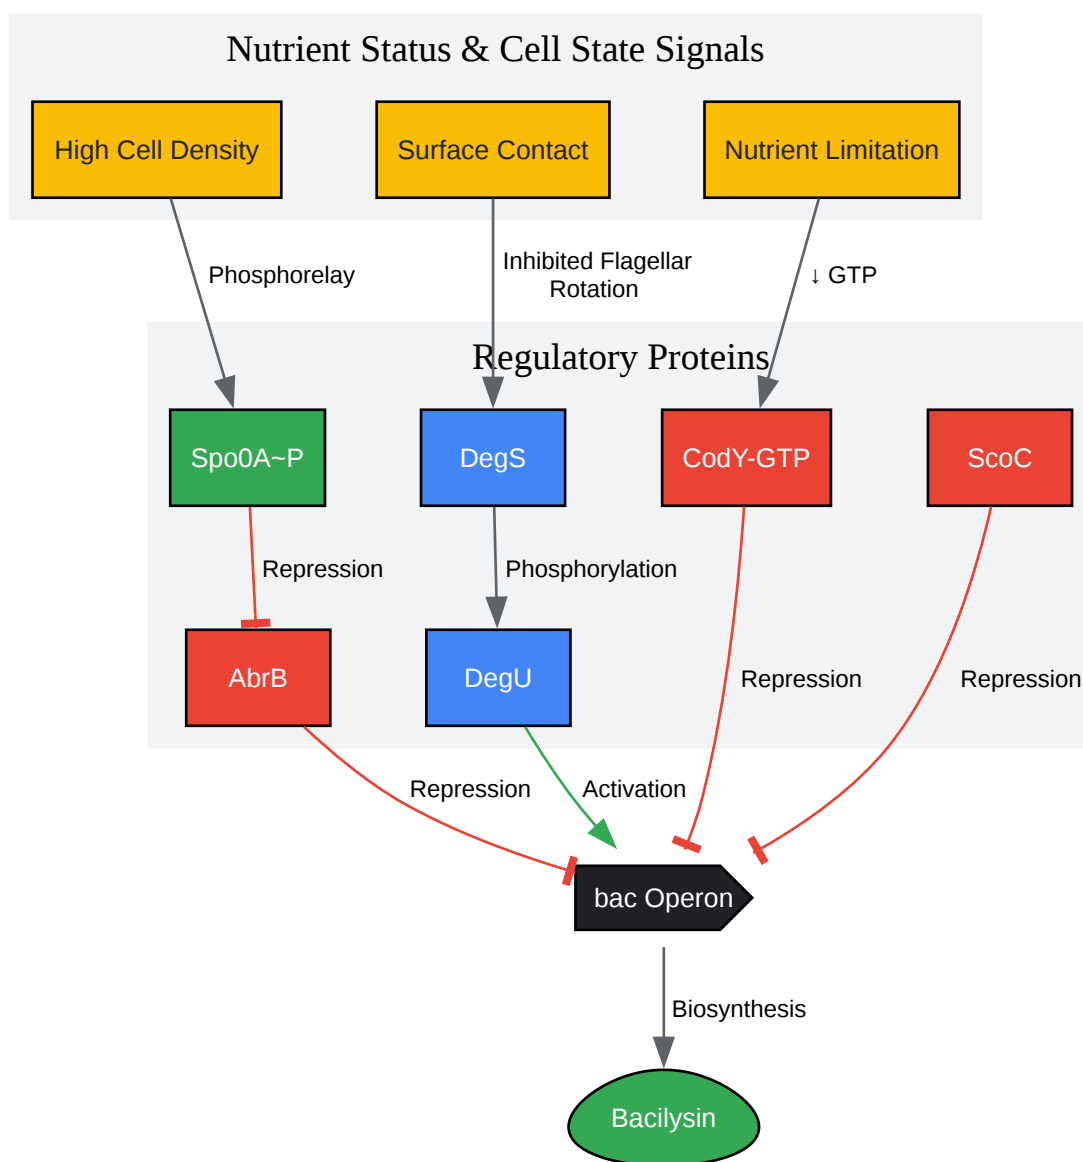 Nutrient Status & Cell State Signals
High Cell Density
Surface Contact
Nutrient Limitation
Phosphorelay
Inhibited Flagellar
Rotation
↓ GTP
Regulatory Proteins
Spo0A~P
DegS
CodY-GTP
ScoC
Repression
Phosphorylation
AbrB
DegU
Repression
Repression
Repression
Activation
bac Operon
Biosynthesis
Bacilysin